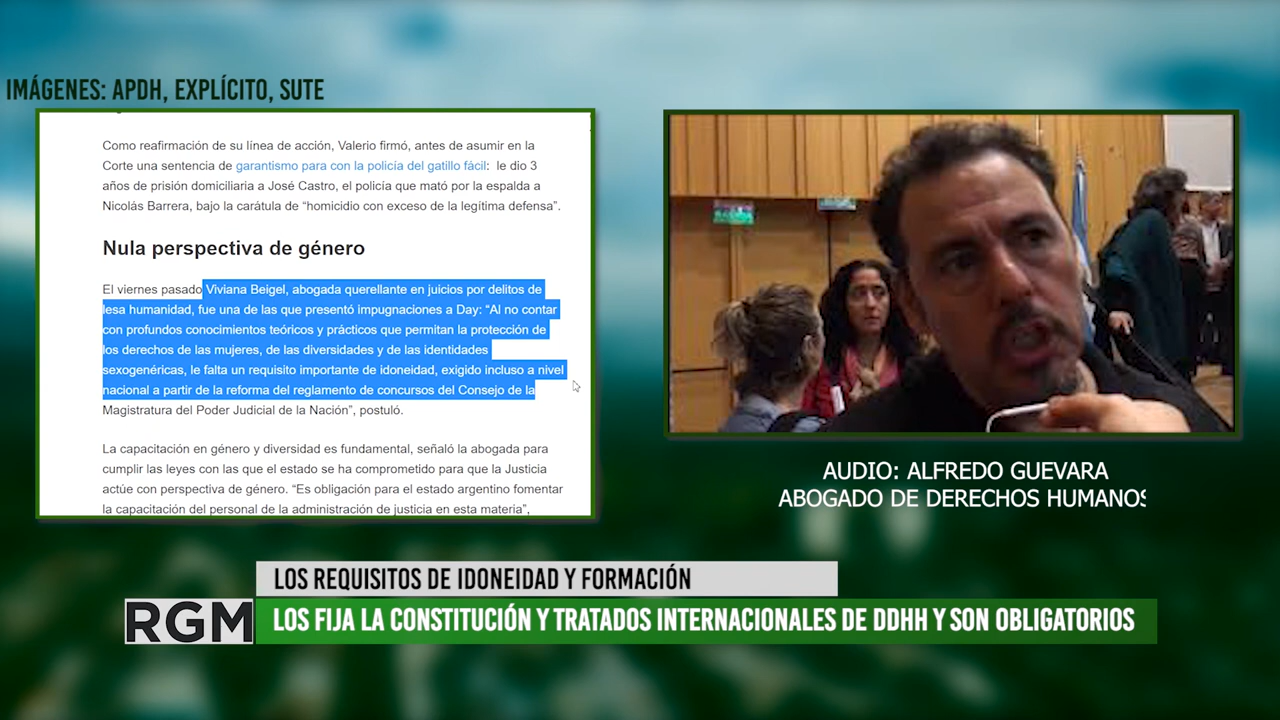 IMÁGENES: APDH, EXPLÍCITO, SUTE
Como reafirmación de su línea de acción, Valerio firmó, antes de asumir en la
Corte una sentencia de garantismo para con la policía del gatillo fácil: le dio 3
años de prisión domiciliaria a José Castro, el policía que mató por la espalda a
Nicolás Barrera, bajo la carátula de “homicidio con exceso de la legítima defensa”.
Nula perspectiva de género
El viernes pasado Viviana Beigel, abogada querellante en juicios por delitos de
lesa humanidad, fue una de las que presentó impugnaciones a Day: “Al no contar
con profundos conocimientos teóricos y prácticos que permitan la protección de
los derechos de las mujeres, de las diversidades y de las identidades
sexogenéricas, le falta un requisito importante de idoneidad, exigido incluso a nivel
nacional a partir de la reforma del reglamento de concursos del Consejo de la
Magistratura del Poder Judicial de la Nación”, postuló.
La capacitación en género y diversidad es fundamental, señaló la abogada para
cumplir las leyes con las que el estado se ha comprometido para que la Justicia
actúe con perspectiva de género. “Es obligación para el estado argentino fomentar
la capacitación del personal de la administración de justicia en esta materia”,
AUDIO: ALFREDO GUEVARA
ABOGADO DE DERECHOS HUMANOS
LOS REQUISITOS DE IDONEIDAD Y FORMACIÓN
RGM
LOS FIJA LA CONSTITUCIÓN Y TRATADOS INTERNACIONALES DE DDHH Y SON OBLIGATORIOS